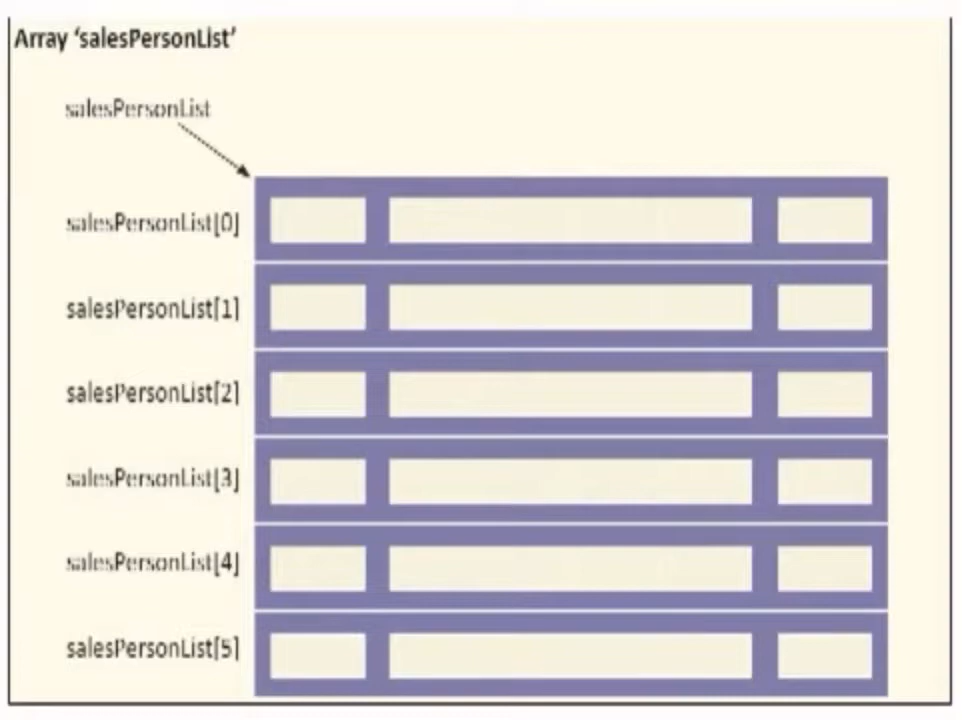 Array ‘salesPersonList’
salesPersonList
salesPersonList[0]
salesPersonList[1]
salesPersonList[2]
salesPersonList[3]
salesPersonList[4]
salesPersonList[5]